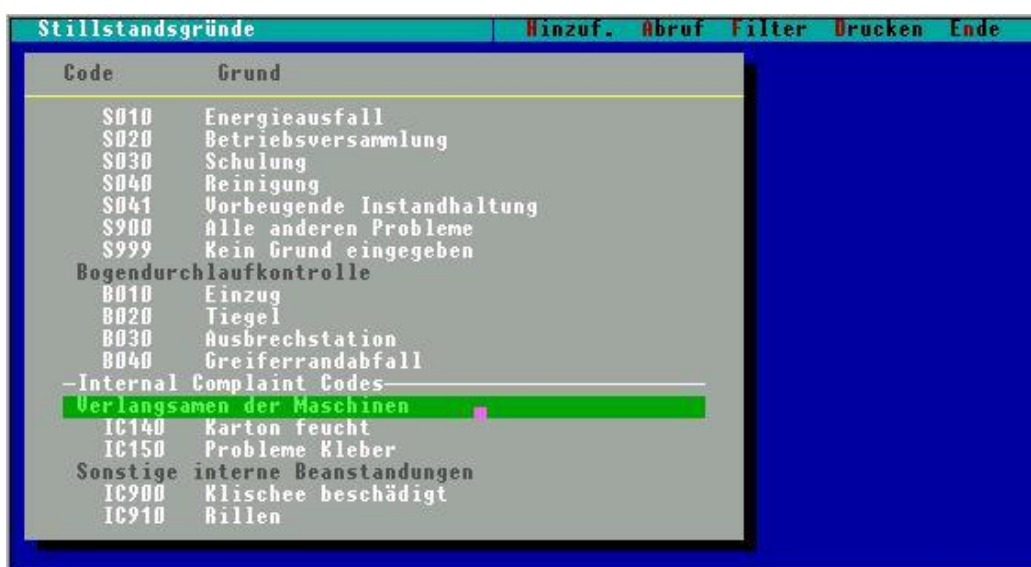 Stillstandsgründe Hinzuf. Abruf Filter Drucken Ende
Code Grund
S010 Energieausfall
S020 Betriebsversammlung
S030 Schulung
S040 Reinigung
S041 Vorbeugende Instandhaltung
S900 Alle anderen Probleme
S999 Kein Grund eingegeben
Bogendurchlaufkontrolle
B010 Einzug
B020 Tiegel
B030 Ausbrechstation
B040 Greiferrandabfall
Internal Complaint Codes
Verlangsamen der Maschinen
IC140 Karton feucht
IC150 Probleme Kleber
Sonstige interne Beanstandungen
IC900 Klischee beschädigt
IC910 Rillen